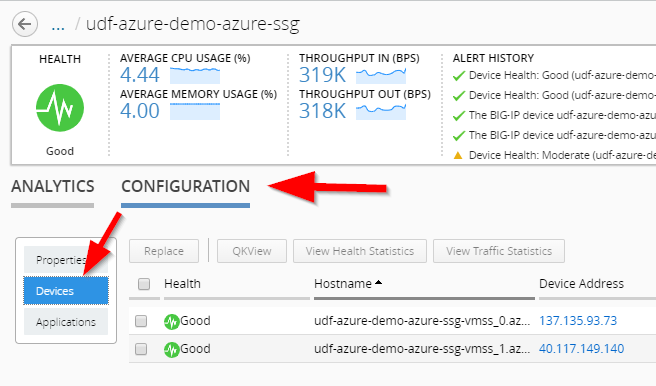 ... / udf-azure-demo-azure-ssg
HEALTH
Good
AVERAGE CPU USAGE (%)
4.44
AVERAGE MEMORY USAGE (%)
4.00
THROUGHPUT IN (BPS)
319K
THROUGHPUT OUT (BPS)
318K
ALERT HISTORY
Device Health: Good (udf-azure-demo-
Device Health: Good (udf-azure-demo-
The BIG-IP device udf-azure-demo-az
The BIG-IP device udf-azure-demo-az
Device Health: Moderate (udf-azure-d
ANALYTICS CONFIGURATION
Properties
Devices
Applications
Replace QKView View Health Statistics View Traffic Statistics
Health Hostname Device Address
Good udf-azure-demo-azure-ssg-vmss_0.az... 137.135.93.73
Good udf-azure-demo-azure-ssg-vmss_1.az... 40.117.149.140